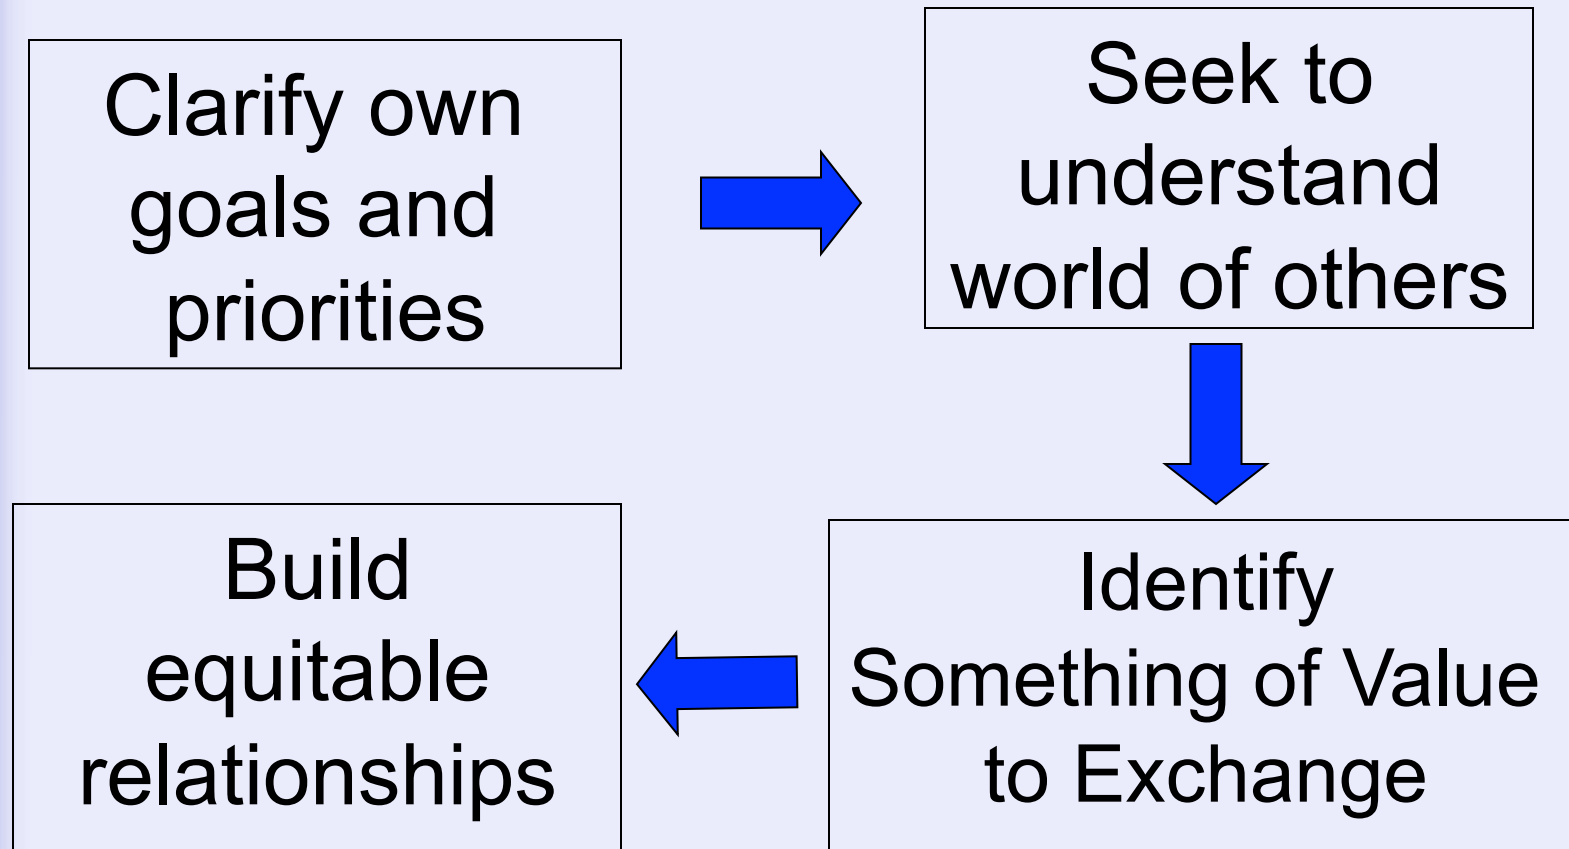 Clarify own
goals and
priorities
Seek to
understand
world of others
Identify
Something of Value
to Exchange
Build
equitable
relationships